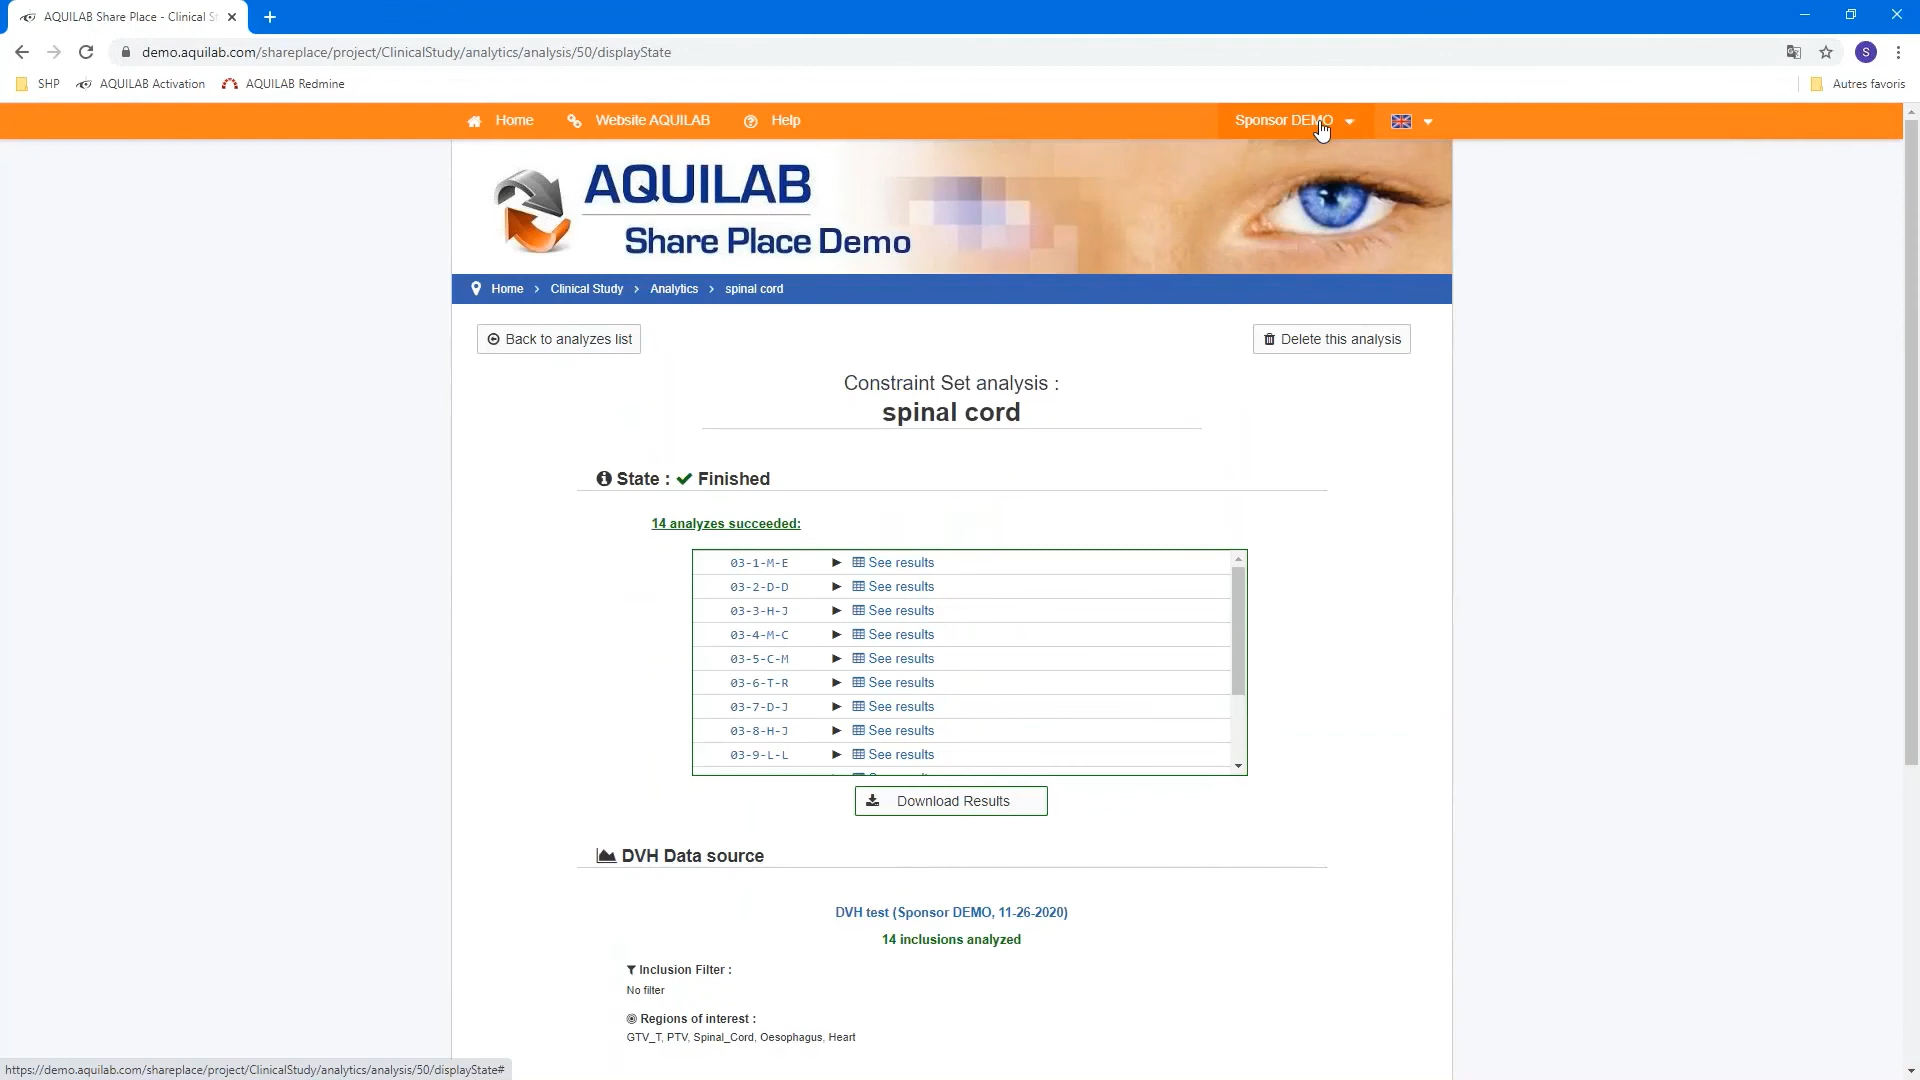 AQUILAB Share Place - Clinical St
demo.aquilab.com/shareplace/project/ClinicalStudy/analytics/analysis/50/displayState
S
SHP
AQUILAB Activation
AQUILAB Redmine
Autres favoris
Home
Website AQUILAB
Help
Sponsor DEMO
AQUILAB
Share Place Demo
Home > Clinical Study > Analytics > spinal cord
Back to analyzes list
Delete this analysis
Constraint Set analysis :
spinal cord
State : ✔ Finished
14 analyzes succeeded:
03-1-M-E ▶ See results
03-2-D-D ▶ See results
03-3-H-J ▶ See results
03-4-M-C ▶ See results
03-5-C-M ▶ See results
03-6-T-R ▶ See results
03-7-D-J ▶ See results
03-8-H-J ▶ See results
03-9-L-L ▶ See results
Download Results
DVH Data source
DVH test (Sponsor DEMO, 11-26-2020)
14 inclusions analyzed
Inclusion Filter :
No filter
Regions of interest :
GTV_T, PTV, Spinal_Cord, Oesophagus, Heart
https://demo.aquilab.com/shareplace/project/ClinicalStudy/analytics/analysis/50/displayState#